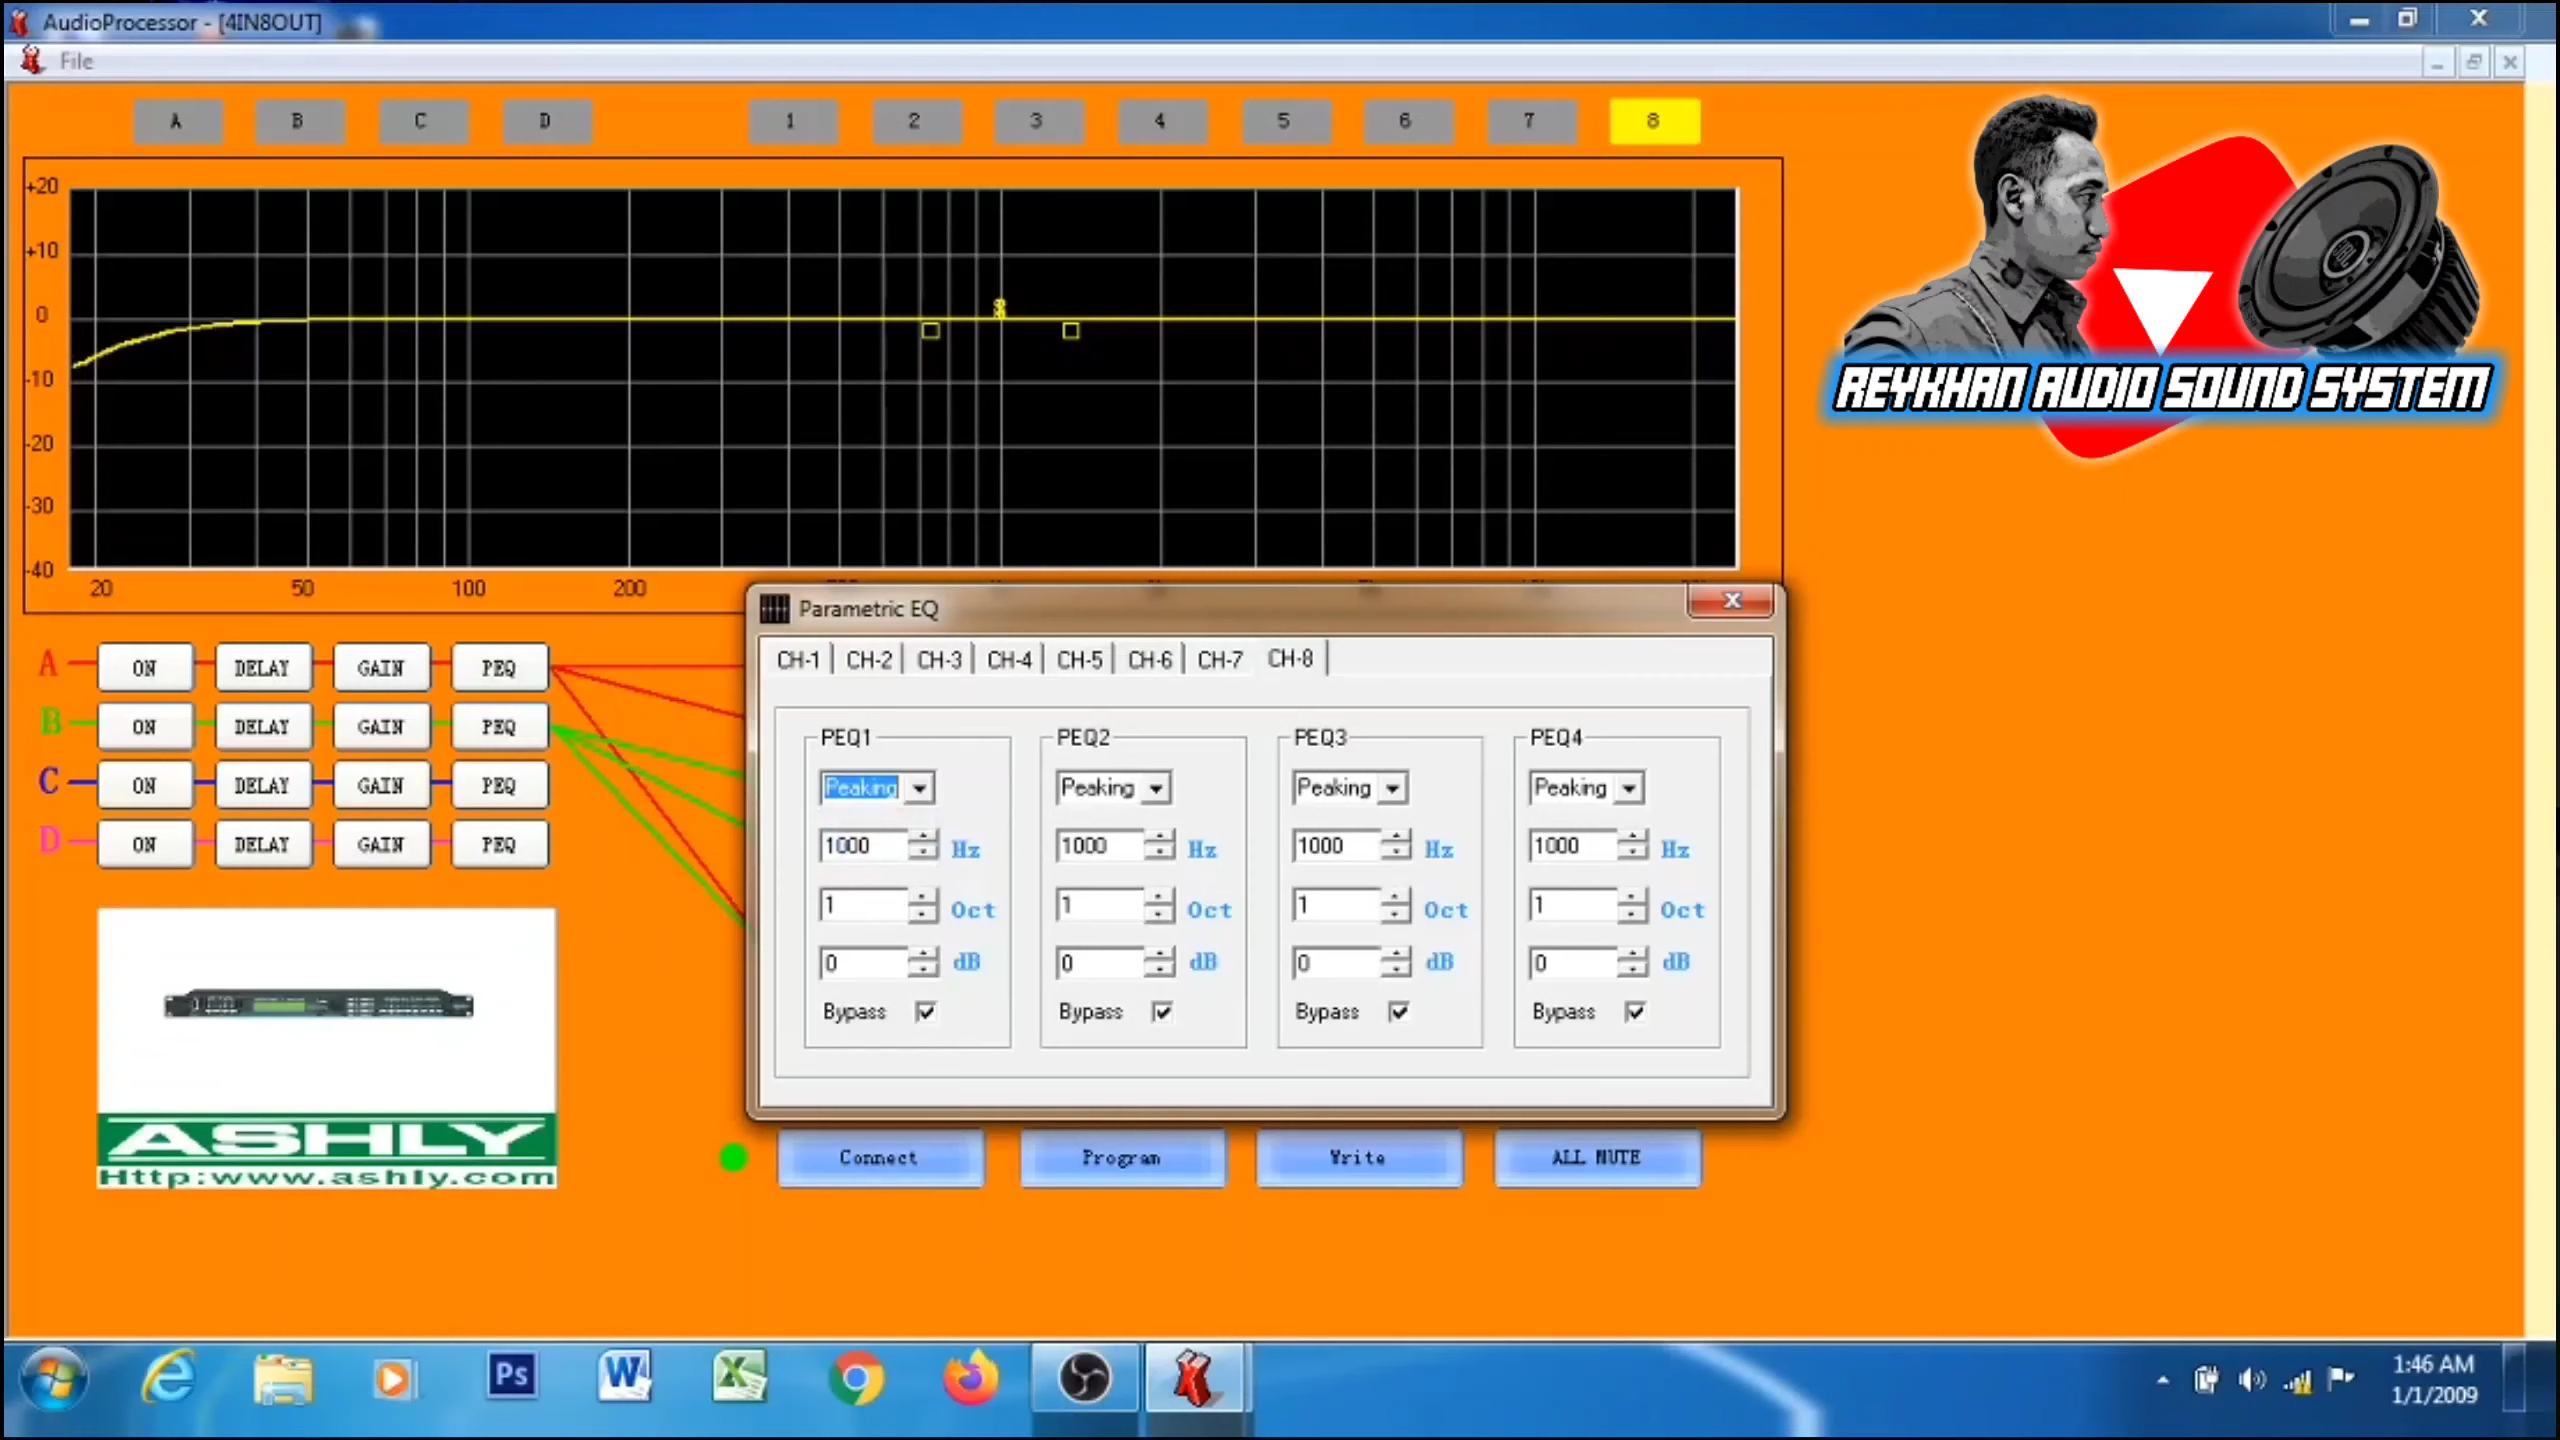 AudioProcessor - [4IN8OUT]
File
A B C D 1 2 3 4 5 6 7 8
+20
+10
0
-10
-20
-30
-40
20 50 100 200
REYKHAN AUDIO SOUND SYSTEM
Parametric EQ
CH-1 CH-2 CH-3 CH-4 CH-5 CH-6 CH-7 CH-8
PEQ1 PEQ2 PEQ3 PEQ4
Peaking Peaking Peaking Peaking
1000 Hz 1000 Hz 1000 Hz 1000 Hz
1 Oct 1 Oct 1 Oct 1 Oct
0 dB 0 dB 0 dB 0 dB
Bypass Bypass Bypass Bypass
A ON DELAY GAIN PEQ
B ON DELAY GAIN PEQ
C ON DELAY GAIN PEQ
D ON DELAY GAIN PEQ
ASHLY
Http:www.ashly.com
Connect Program Write ALL MUTE
Ps W X
1:46 AM
1/1/2009